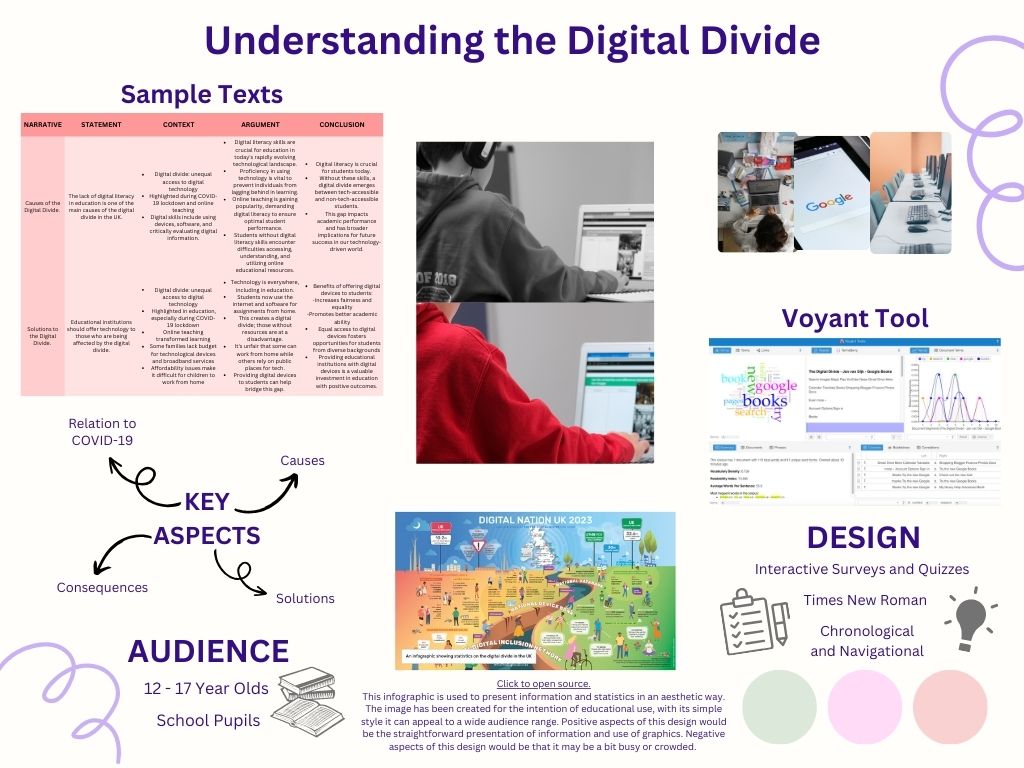 Understanding the Digital Divide
Sample Texts
NARRATIVE STATEMENT CONTEXT ARGUMENT CONCLUSION
Causes of the
Digital Divide.
The lack of digital literacy
in education is one of the
main causes of the digital
divide in the UK.
Digital divide: unequal
access to digital
technology
Highlighted during COVID-
19 lockdown and online
teaching
Digital skills include using
devices, software, and
critically evaluating digital
information.
Digital literacy skills are
crucial for education in
today's rapidly evolving
technological landscape.
Proficiency in using
technology is vital to
prevent individuals from
lagging behind in learning.
Online teaching is gaining
popularity, demanding
digital literacy to ensure
optimal student
performance.
Students without digital
literacy skills encounter
difficulties accessing,
understanding, and
utilizing online
educational resources.
Digital literacy is crucial
for students today.
Without these skills, a
digital divide emerges
between tech-accessible
and non-tech-accessible
students.
This gap impacts
academic performance
and has broader
implications for future
success in our technology-
driven world.
Solutions to
the Digital
Divide.
Educational institutions
should offer technology to
those who are being
affected by the digital
divide.
Digital divide: unequal
access to digital
technology
Highlighted in education,
especially during COVID-
19 lockdown
Online teaching
transformed learning
Some families lack budget
for technological devices
and broadband services
Affordability issues make
it difficult for children to
work from home
Technology is everywhere,
including in education.
Students now use the
internet and software for
assignments from home.
This creates a digital
divide; those without
resources are at a
disadvantage.
It's unfair that some can
work from home while
others rely on public
places for tech.
Providing digital devices
to students can help
bridge this gap.
Benefits of offering digital
devices to students:
-Increases fairness and
equality
-Promotes better academic
ability
Equal access to digital
devices fosters
opportunities for students
from diverse backgrounds
Providing educational
institutions with digital
devices is a valuable
investment in education
with positive outcomes.
OF 2018
Google
Voyant Tool
Voyant Tools
books
google
new
search
try
KEY
ASPECTS
Relation to
COVID-19
Causes
Consequences
Solutions
AUDIENCE
12 - 17 Year Olds
School Pupils
DIGITAL NATION UK 2023
DIGITAL INCLUSION NETWORK
An infographic showing statistics on the digital divide in the UK
Click to open source.
This infographic is used to present information and statistics in an aesthetic way.
The image has been created for the intention of educational use, with its simple
style it can appeal to a wide audience range. Positive aspects of this design would
be the straightforward presentation of information and use of graphics. Negative
aspects of this design would be that it may be a bit busy or crowded.
DESIGN
Interactive Surveys and Quizzes
Times New Roman
Chronological
and Navigational